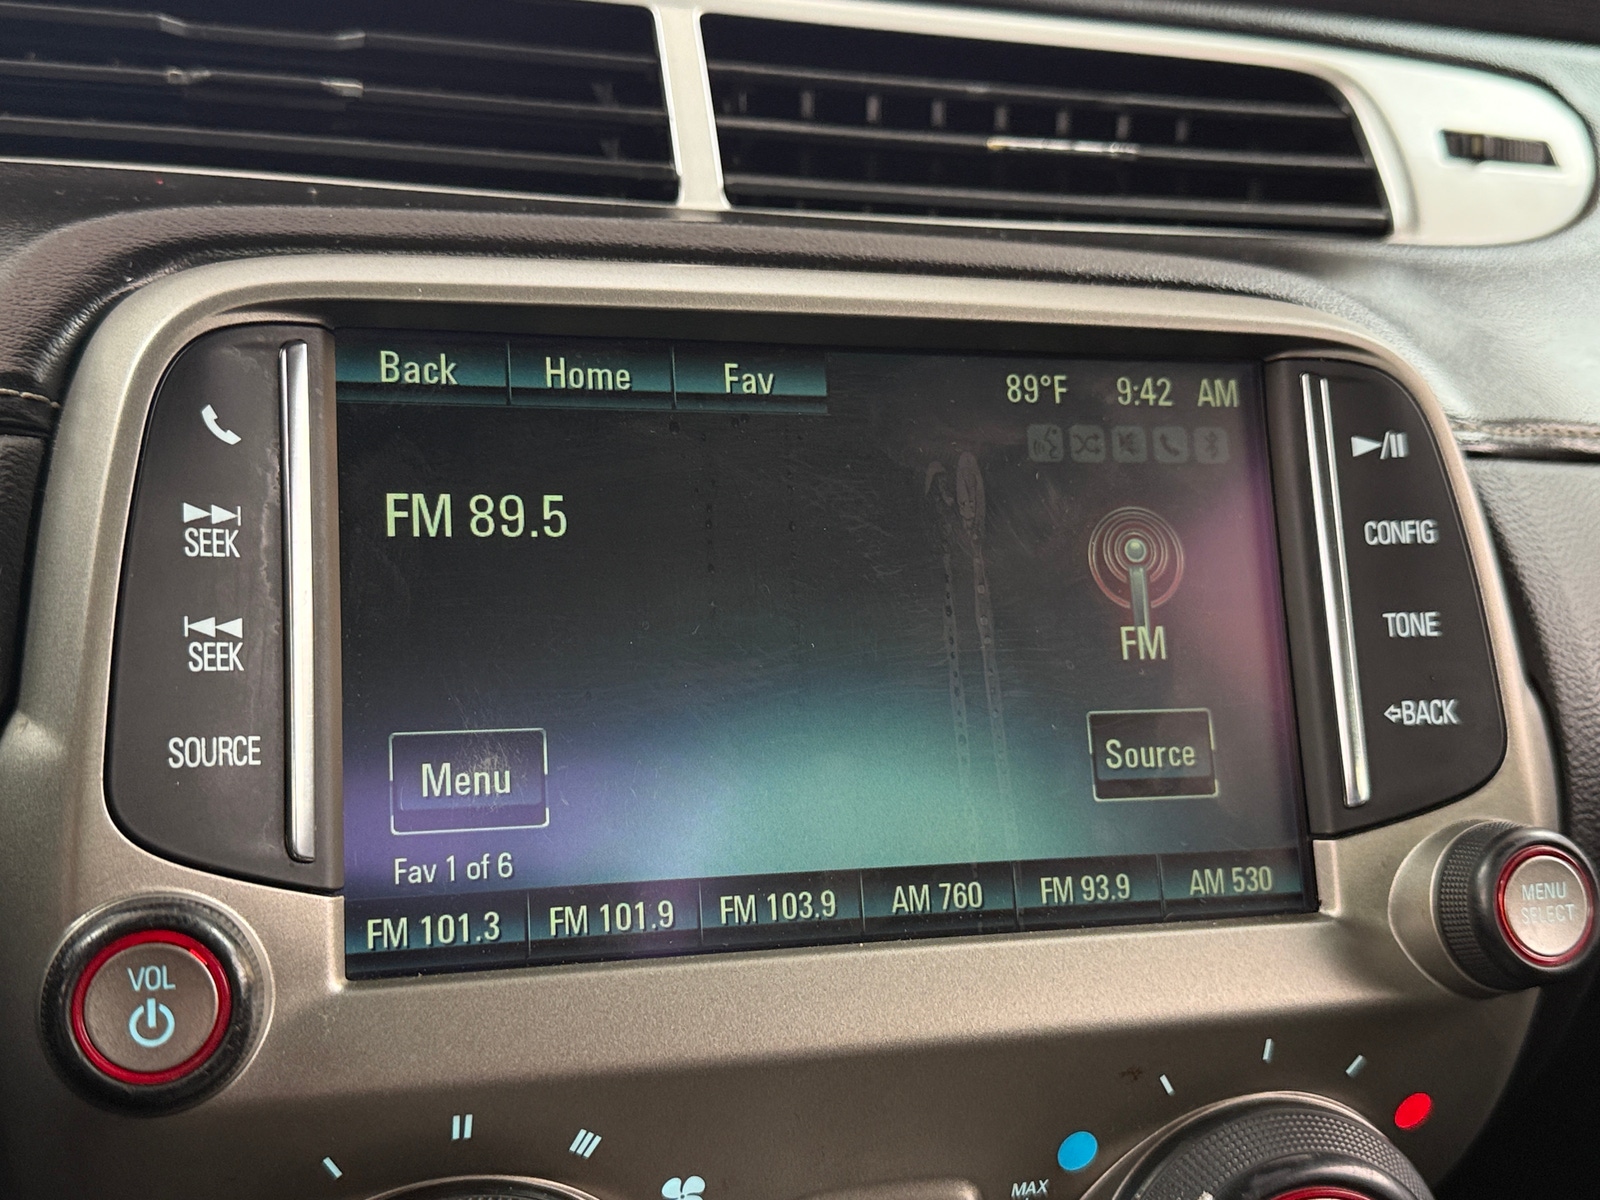 Back Home Fav 89°F 9:42 AM
FM 89.5
FM
Menu
Source
Fav 1 of 6
FM 101.3 FM 101.9 FM 103.9 AM 760 FM 93.9 AM 530
SEEK
SEEK
SOURCE
VOL
CONFIG
TONE
BACK
MENU
SELECT
MAX